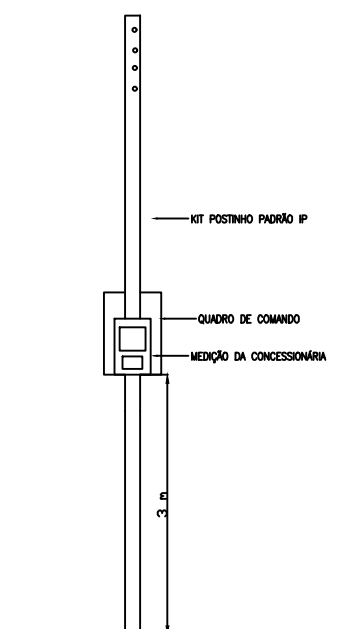 KIT POSTINHO PADRÃO IP
QUADRO DE COMANDO
MEDIÇÃO DA CONCESSIONÁRIA
3 m